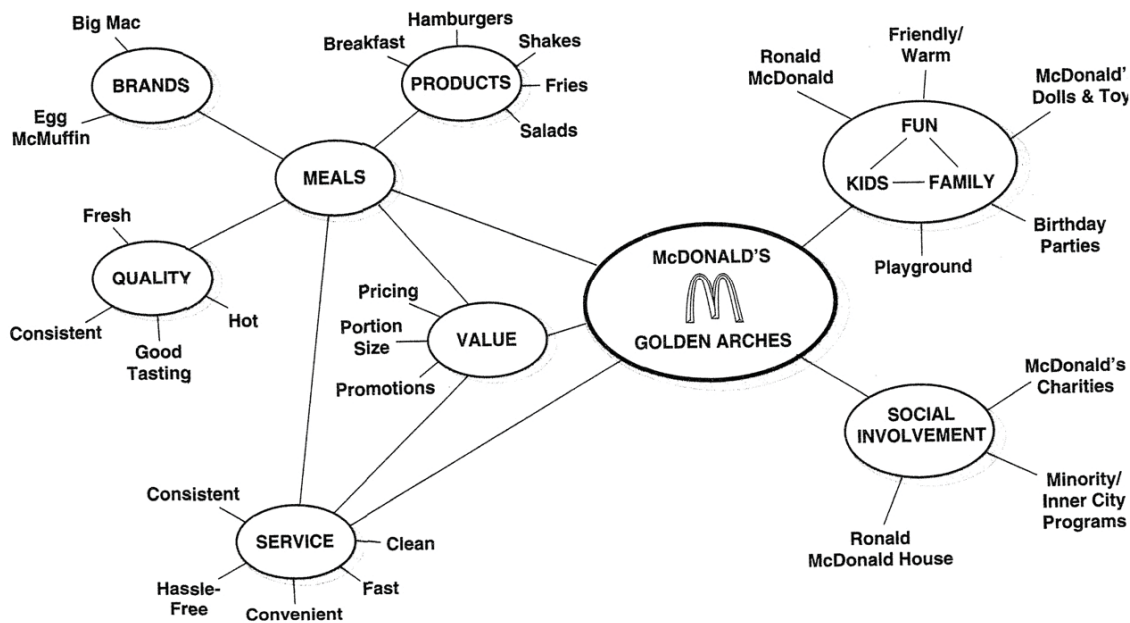 Big Mac
BRANDS
Egg
McMuffin
Hamburgers
Breakfast
Shakes
PRODUCTS
Fries
Salads
MEALS
Fresh
QUALITY
Consistent
Good
Tasting
Hot
Pricing
Portion
Size
Promotions
VALUE
Consistent
SERVICE
Clean
Hassle-
Free
Convenient
Fast
McDONALD'S
GOLDEN ARCHES
Friendly/
Warm
Ronald
McDonald
McDonald'
Dolls & Toy
FUN
KIDS
FAMILY
Birthday
Parties
Playground
McDonald's
Charities
SOCIAL
INVOLVEMENT
Minority/
Inner City
Programs
Ronald
McDonald House